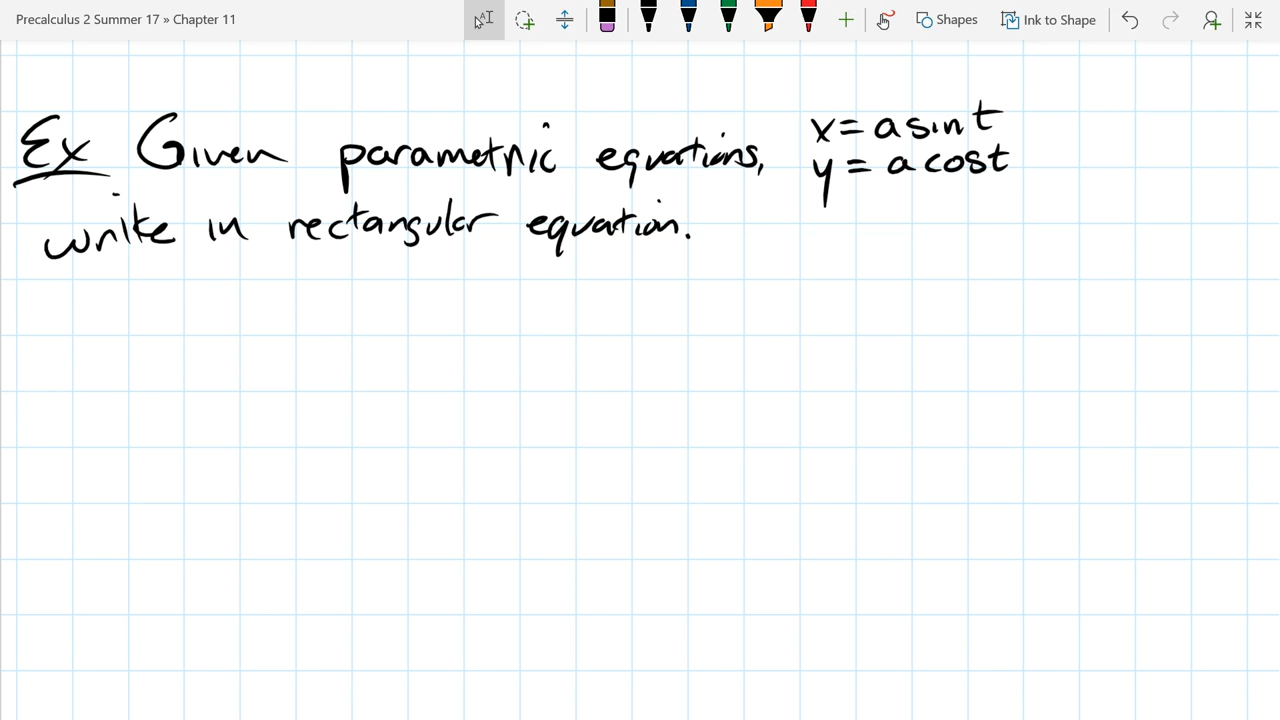 Precalculus 2 Summer 17 » Chapter 11
Shapes
Ink to Shape
Ex Given parametric equations, x = a sin t
y = a cos t
write in rectangular equation.